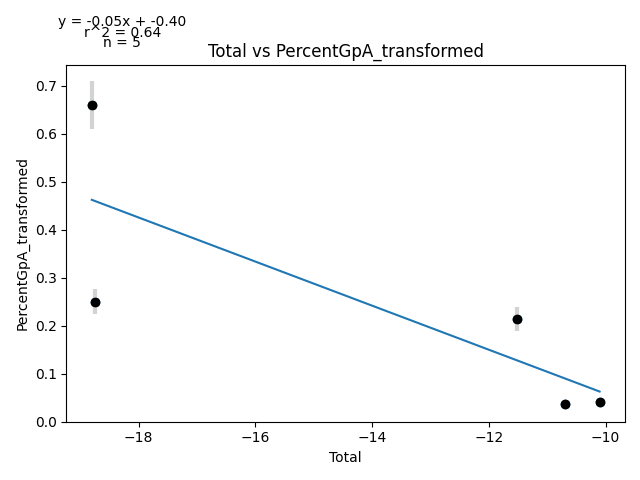 y = -0.05x + -0.40
r^2 = 0.64
n = 5
Total vs PercentGpA_transformed
PercentGpA_transformed
0.7
0.6
0.5
0.4
0.3
0.2
0.1
0.0
−18
−16
−14
−12
−10
Total